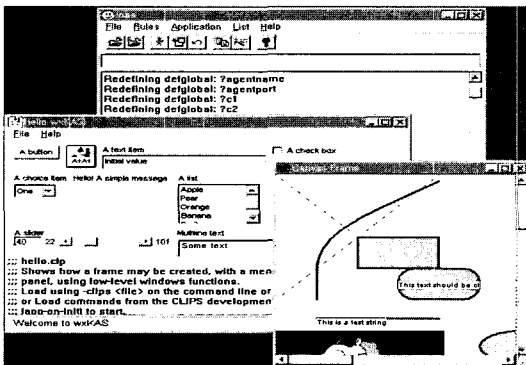 File Rules Application List Help
Redefining defglobal: ?agentname
Redefining defglobal: ?agentport
Redefining defglobal: ?c1
Redefining defglobal: ?c2
hello wxKAS
File Help
A button
A text item
Initial value
A check box
A choice item Hello! A simple message
A list
One
Apple
Pear
Orange
Banana
A slider
40 22 101
Multiline text
Some text
;;; hello.clp
;;; Shows how a frame may be created, with a men
;;; panel, using low-level windows functions.
;;; Load using -clips <file> on the command line or
;;; or Load commands from the CLIPS developmen
;;; (app-on-init) to start.
Welcome to wxKAS
Canvas Frame
This text should be ce
This is a test string